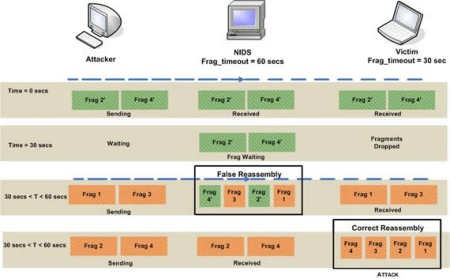 Attacker
NIDS
Frag_timeout = 60 secs
Victim
Frag_timeout = 30 sec
Time = 0 secs
Frag 2' Frag 4' Frag 2' Frag 4' Frag 2' Frag 4'
Sending Received Received
Time = 30 secs
Waiting
Frag 2' Frag 4'
Frag Waiting
Fragments
Dropped
False Reassembly
30 secs < T < 60 secs
Frag 1 Frag 3
Frag 4' Frag 3 Frag 2' Frag 1
Frag 1 Frag 3
Sending Received
Correct Reassembly
30 secs < T < 60 secs
Frag 2 Frag 4 Frag 2 Frag 4
Frag 4 Frag 3 Frag 2 Frag 1
Sending Received
ATTACK